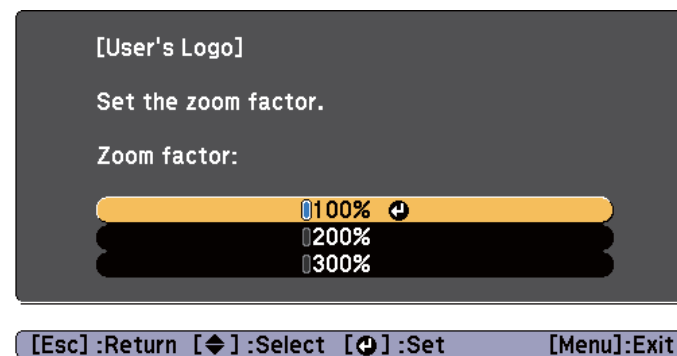 [User's Logo]
Set the zoom factor.
Zoom factor:
100%
200%
300%
[Esc] :Return [◆] :Select [⏎] :Set [Menu]:Exit